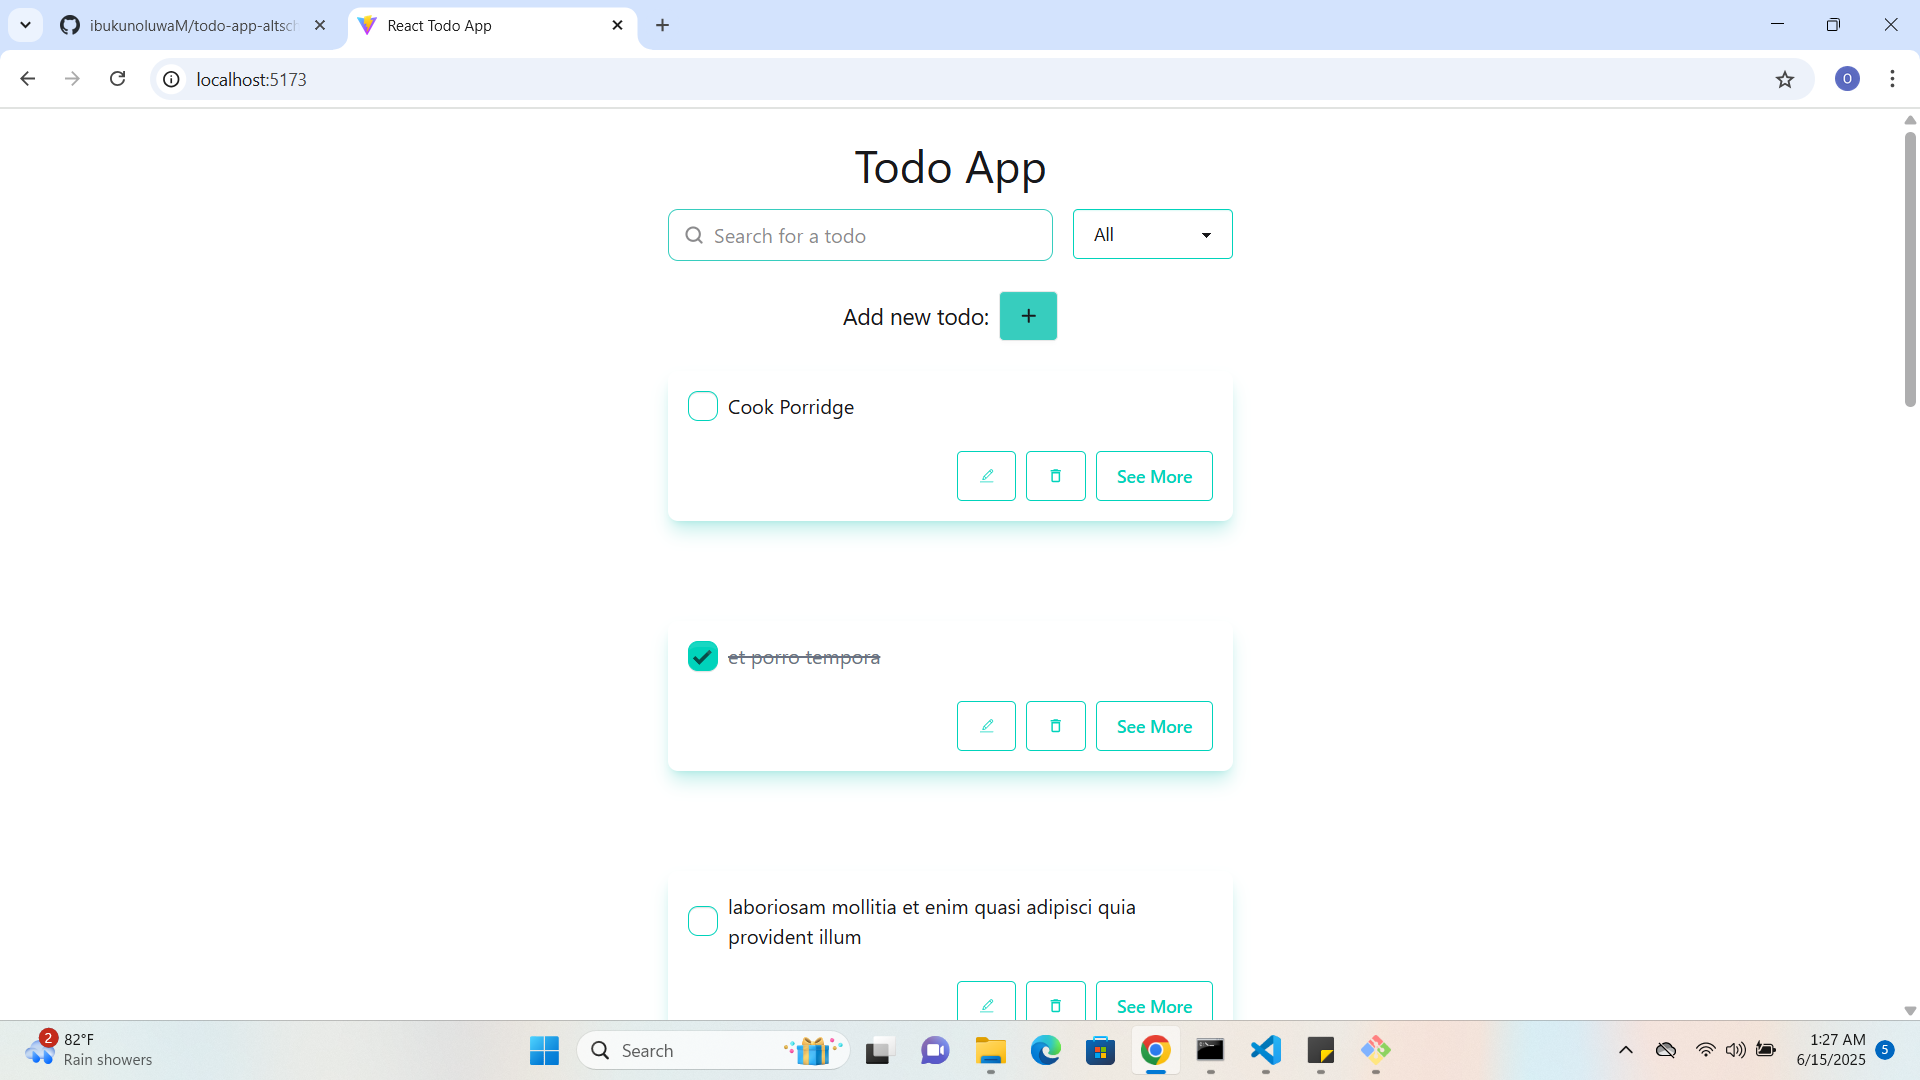 ibukunoluwaM/todo-app-altsch
React Todo App
localhost:5173
O
Todo App
Search for a todo
All
Add new todo: +
Cook Porridge
See More
et porro tempora
See More
laboriosam mollitia et enim quasi adipisci quia
provident illum
See More
2
82°F
Rain showers
Search
1:27 AM
6/15/2025
5